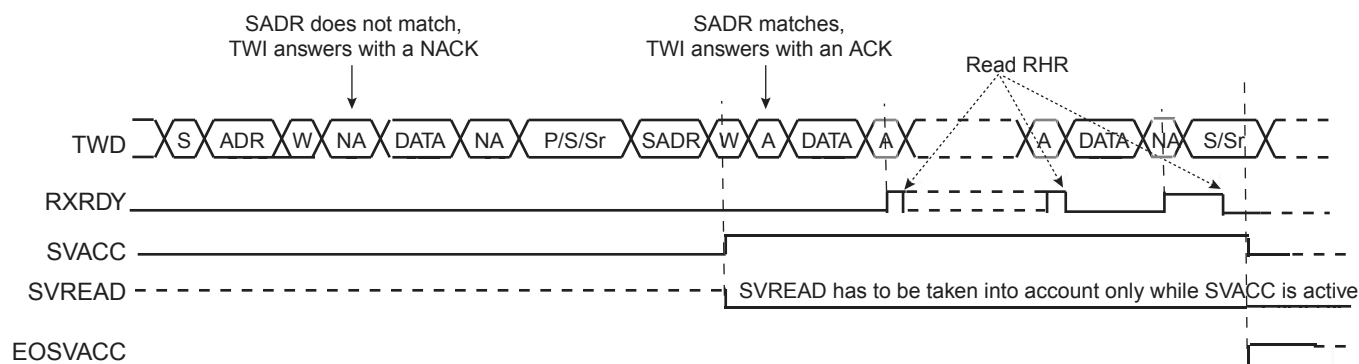 SADR does not match,
TWI answers with a NACK
SADR matches,
TWI answers with an ACK
Read RHR
TWD S ADR W NA DATA NA P/S/Sr SADR W A DATA A A DATA NA S/Sr
RXRDY
SVACC
SVREAD SVREAD has to be taken into account only while SVACC is active
EOSVACC